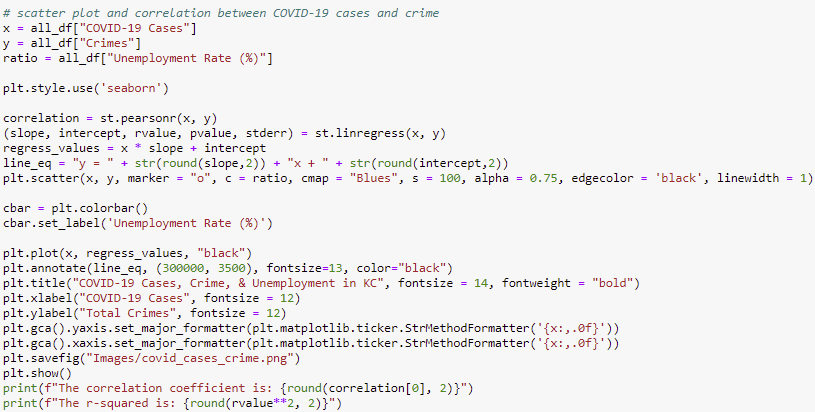 # scatter plot and correlation between COVID-19 cases and crime
x = all_df["COVID-19 Cases"]
y = all_df["Crimes"]
ratio = all_df["Unemployment Rate (%)"]
plt.style.use('seaborn')
correlation = st.pearsonr(x, y)
(slope, intercept, rvalue, pvalue, stderr) = st.linregress(x, y)
regress_values = x * slope + intercept
line_eq = "y = " + str(round(slope,2)) + "x + " + str(round(intercept,2))
plt.scatter(x, y, marker = "o", c = ratio, cmap = "Blues", s = 100, alpha = 0.75, edgecolor = 'black', linewidth = 1)
cbar = plt.colorbar()
cbar.set_label('Unemployment Rate (%)')
plt.plot(x, regress_values, "black")
plt.annotate(line_eq, (300000, 3500), fontsize=13, color="black")
plt.title("COVID-19 Cases, Crime, & Unemployment in KC", fontsize = 14, fontweight = "bold")
plt.xlabel("COVID-19 Cases", fontsize = 12)
plt.ylabel("Total Crimes", fontsize = 12)
plt.gca().yaxis.set_major_formatter(plt.matplotlib.ticker.StrMethodFormatter('{x:,.0f}'))
plt.gca().xaxis.set_major_formatter(plt.matplotlib.ticker.StrMethodFormatter('{x:,.0f}'))
plt.savefig("Images/covid_cases_crime.png")
plt.show()
print(f"The correlation coefficient is: {round(correlation[0], 2)}")
print(f"The r-squared is: {round(rvalue**2, 2)}")